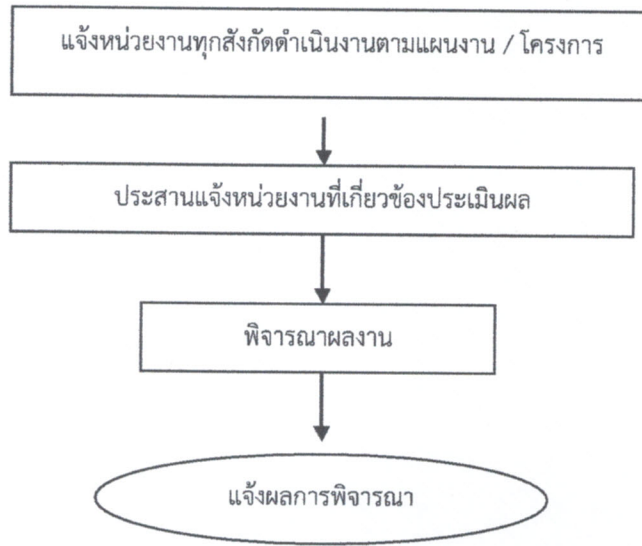 แจ้งหน่วยงานทุกสังกัดดำเนินงานตามแผนงาน / โครงการ
ประสานแจ้งหน่วยงานที่เกี่ยวข้องประเมินผล
พิจารณาผลงาน
แจ้งผลการพิจารณา